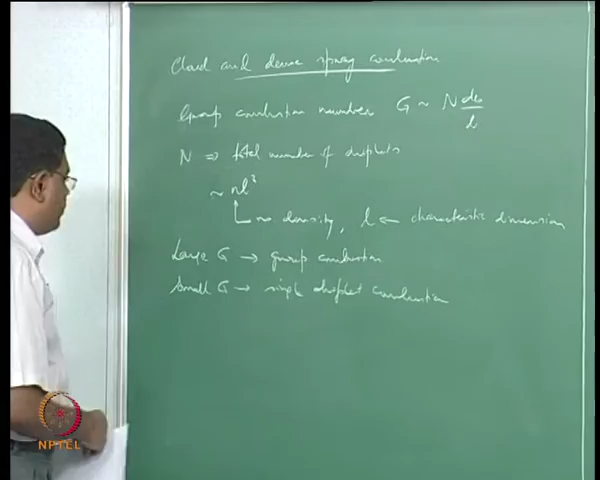 Cloud and dense spray combustion
Group combustion number G ~ N d₀/l
N ⇒ total number of droplets
~ nl³
no density, l ← characteristic dimension
Large G → group combustion
Small G → single droplet combustion
NPTEL